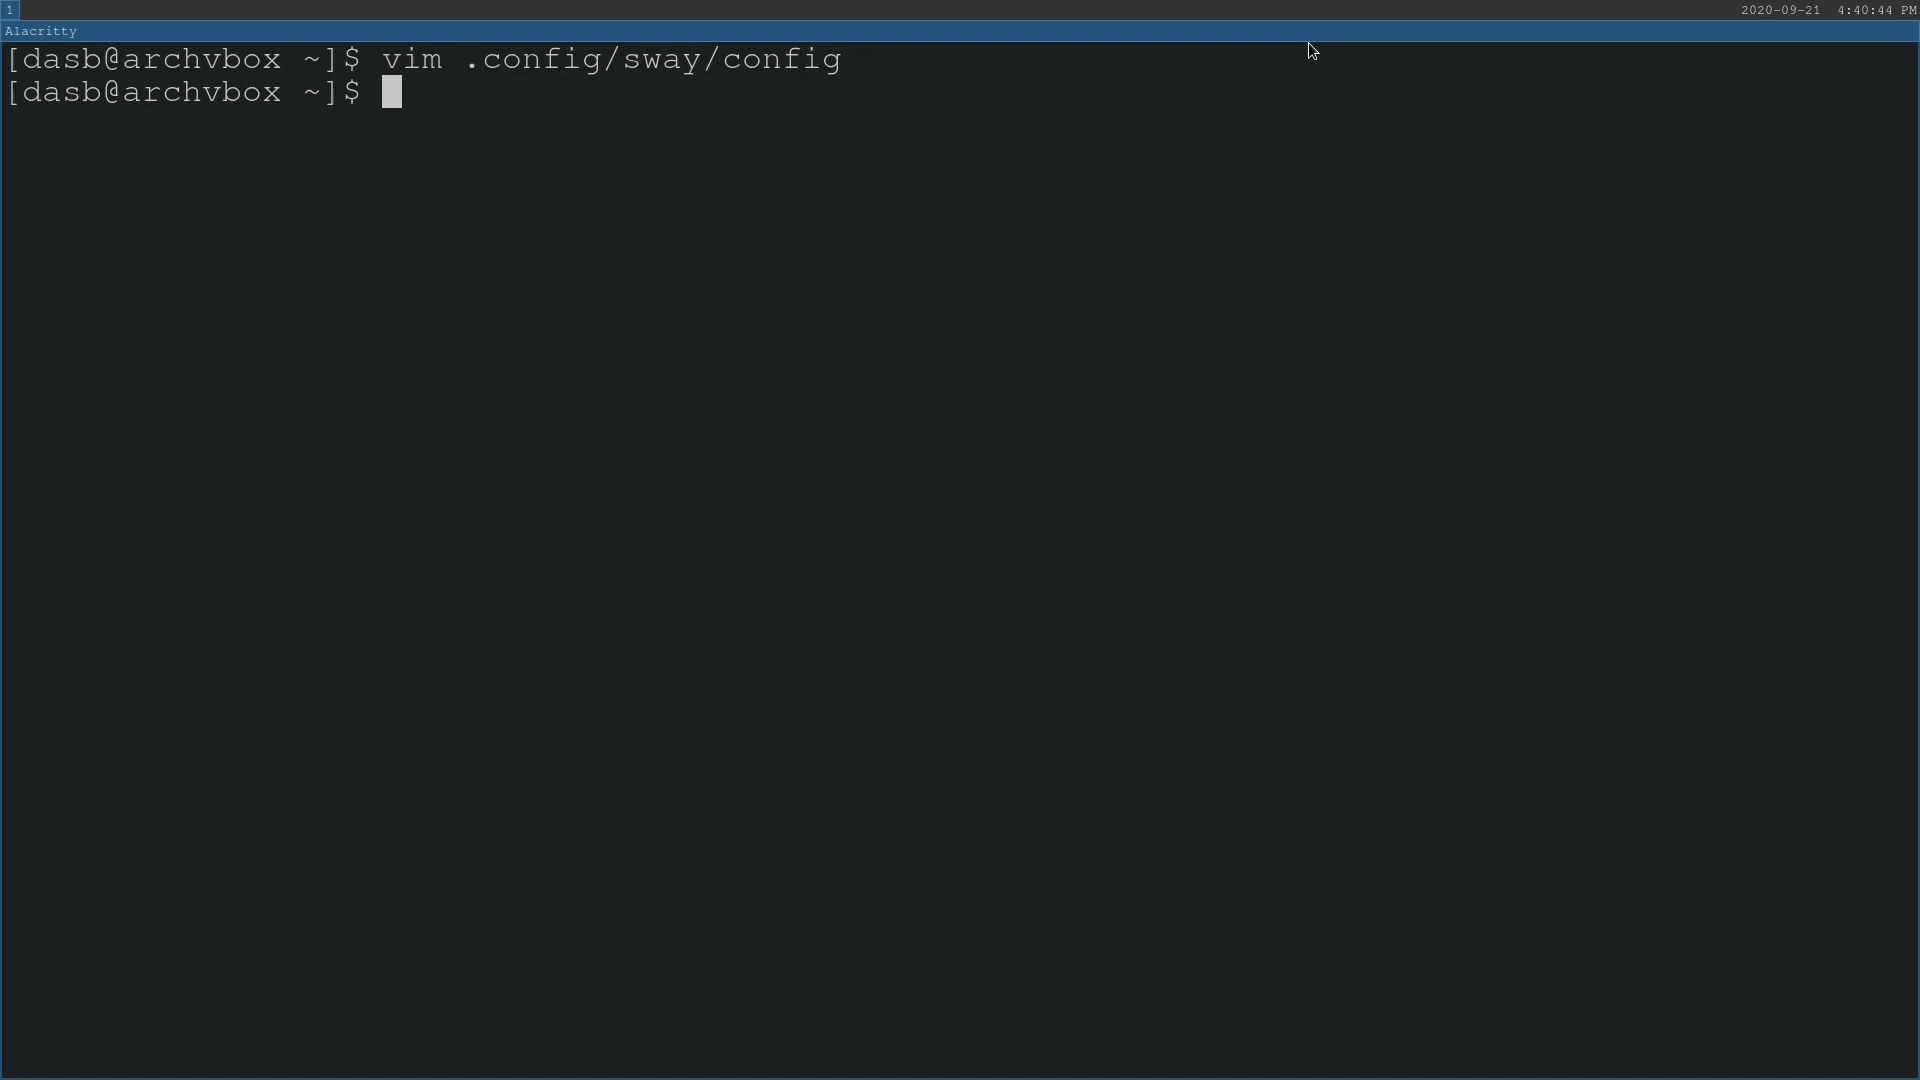 1
2020-09-21 4:40:44 PM
Alacritty
[dasb@archvbox ~]$ vim .config/sway/config
[dasb@archvbox ~]$